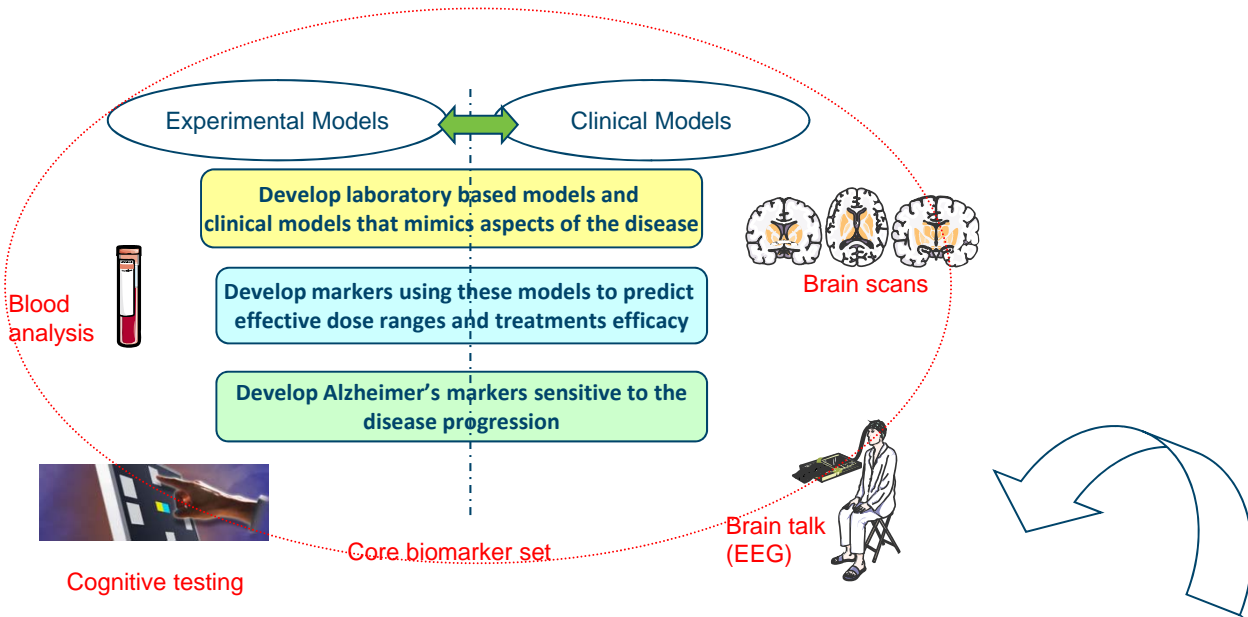 Experimental Models
Clinical Models
Develop laboratory based models and
clinical models that mimics aspects of the disease
Develop markers using these models to predict
effective dose ranges and treatments efficacy
Develop Alzheimer's markers sensitive to the
disease progression
Blood
analysis
Brain scans
Cognitive testing
Core biomarker set
Brain talk
(EEG)